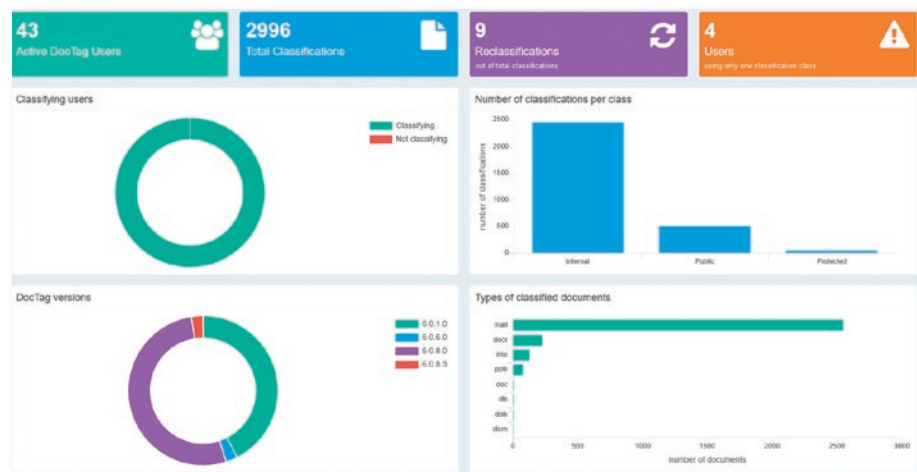 43
Active DocTag Users
2996
Total Classifications
9
Reclassifications
out of total classifications
4
Users
using only one classification class
Classifying users
Classifying
Not classifying
Number of classifications per class
number of classifications
2500
2000
1500
1000
500
0
Internal
Public
Protected
DocTag versions
6.0.1.0
6.0.6.0
6.0.8.0
6.0.8.3
Types of classified documents
mail
docx
xlsx
pptx
doc
0
500
1000
1500
2000
2500
3000
number of documents